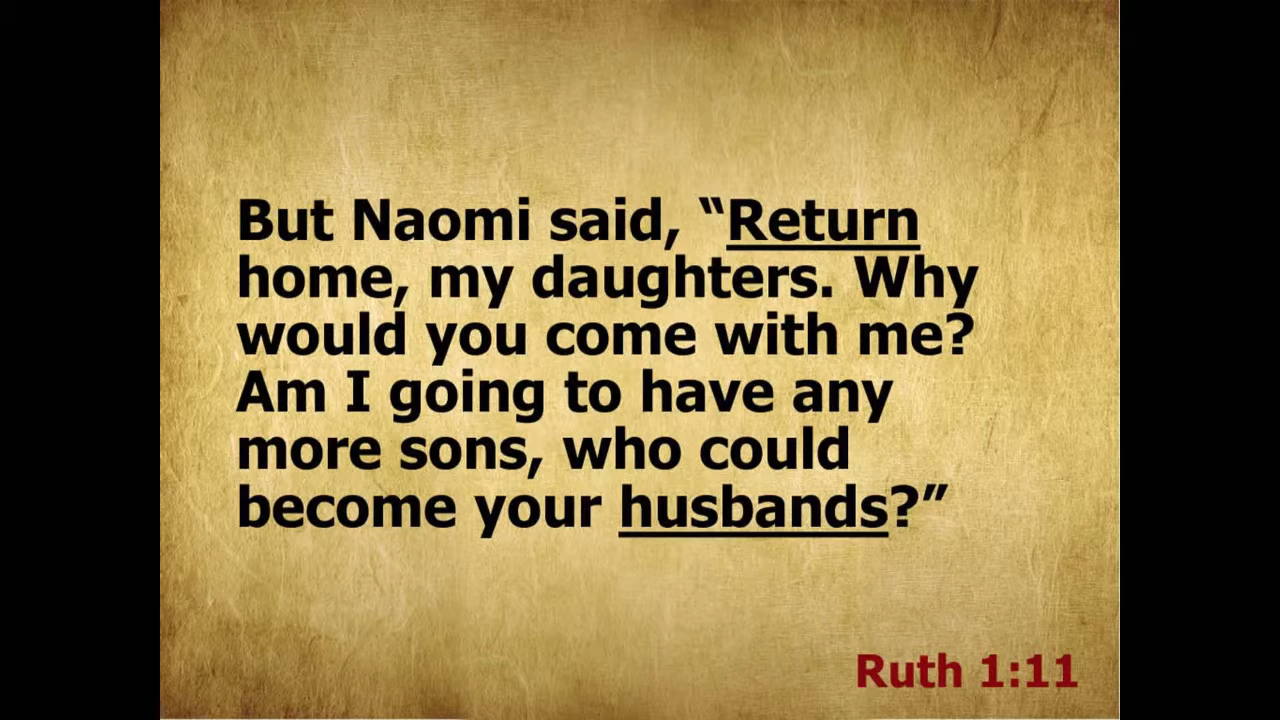 But Naomi said, “Return
home, my daughters. Why
would you come with me?
Am I going to have any
more sons, who could
become your husbands?”
Ruth 1:11